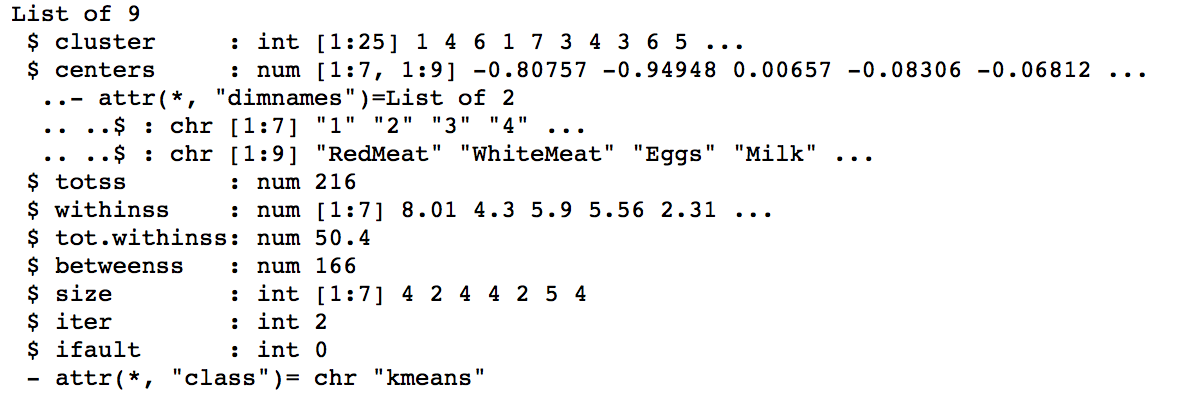 List of 9
 $ cluster     : int [1:25] 1 4 6 1 7 3 4 3 6 5 ...
 $ centers     : num [1:7, 1:9] -0.80757 -0.94948 0.00657 -0.08306 -0.06812 ...
  ..- attr(*, "dimnames")=List of 2
  .. ..$ : chr [1:7] "1" "2" "3" "4" ...
  .. ..$ : chr [1:9] "RedMeat" "WhiteMeat" "Eggs" "Milk" ...
 $ totss       : num 216
 $ withinss    : num [1:7] 8.01 4.3 5.9 5.56 2.31 ...
 $ tot.withinss: num 50.4
 $ betweenss   : num 166
 $ size        : int [1:7] 4 2 4 4 2 5 4
 $ iter        : int 2
 $ ifault      : int 0
 - attr(*, "class")= chr "kmeans"